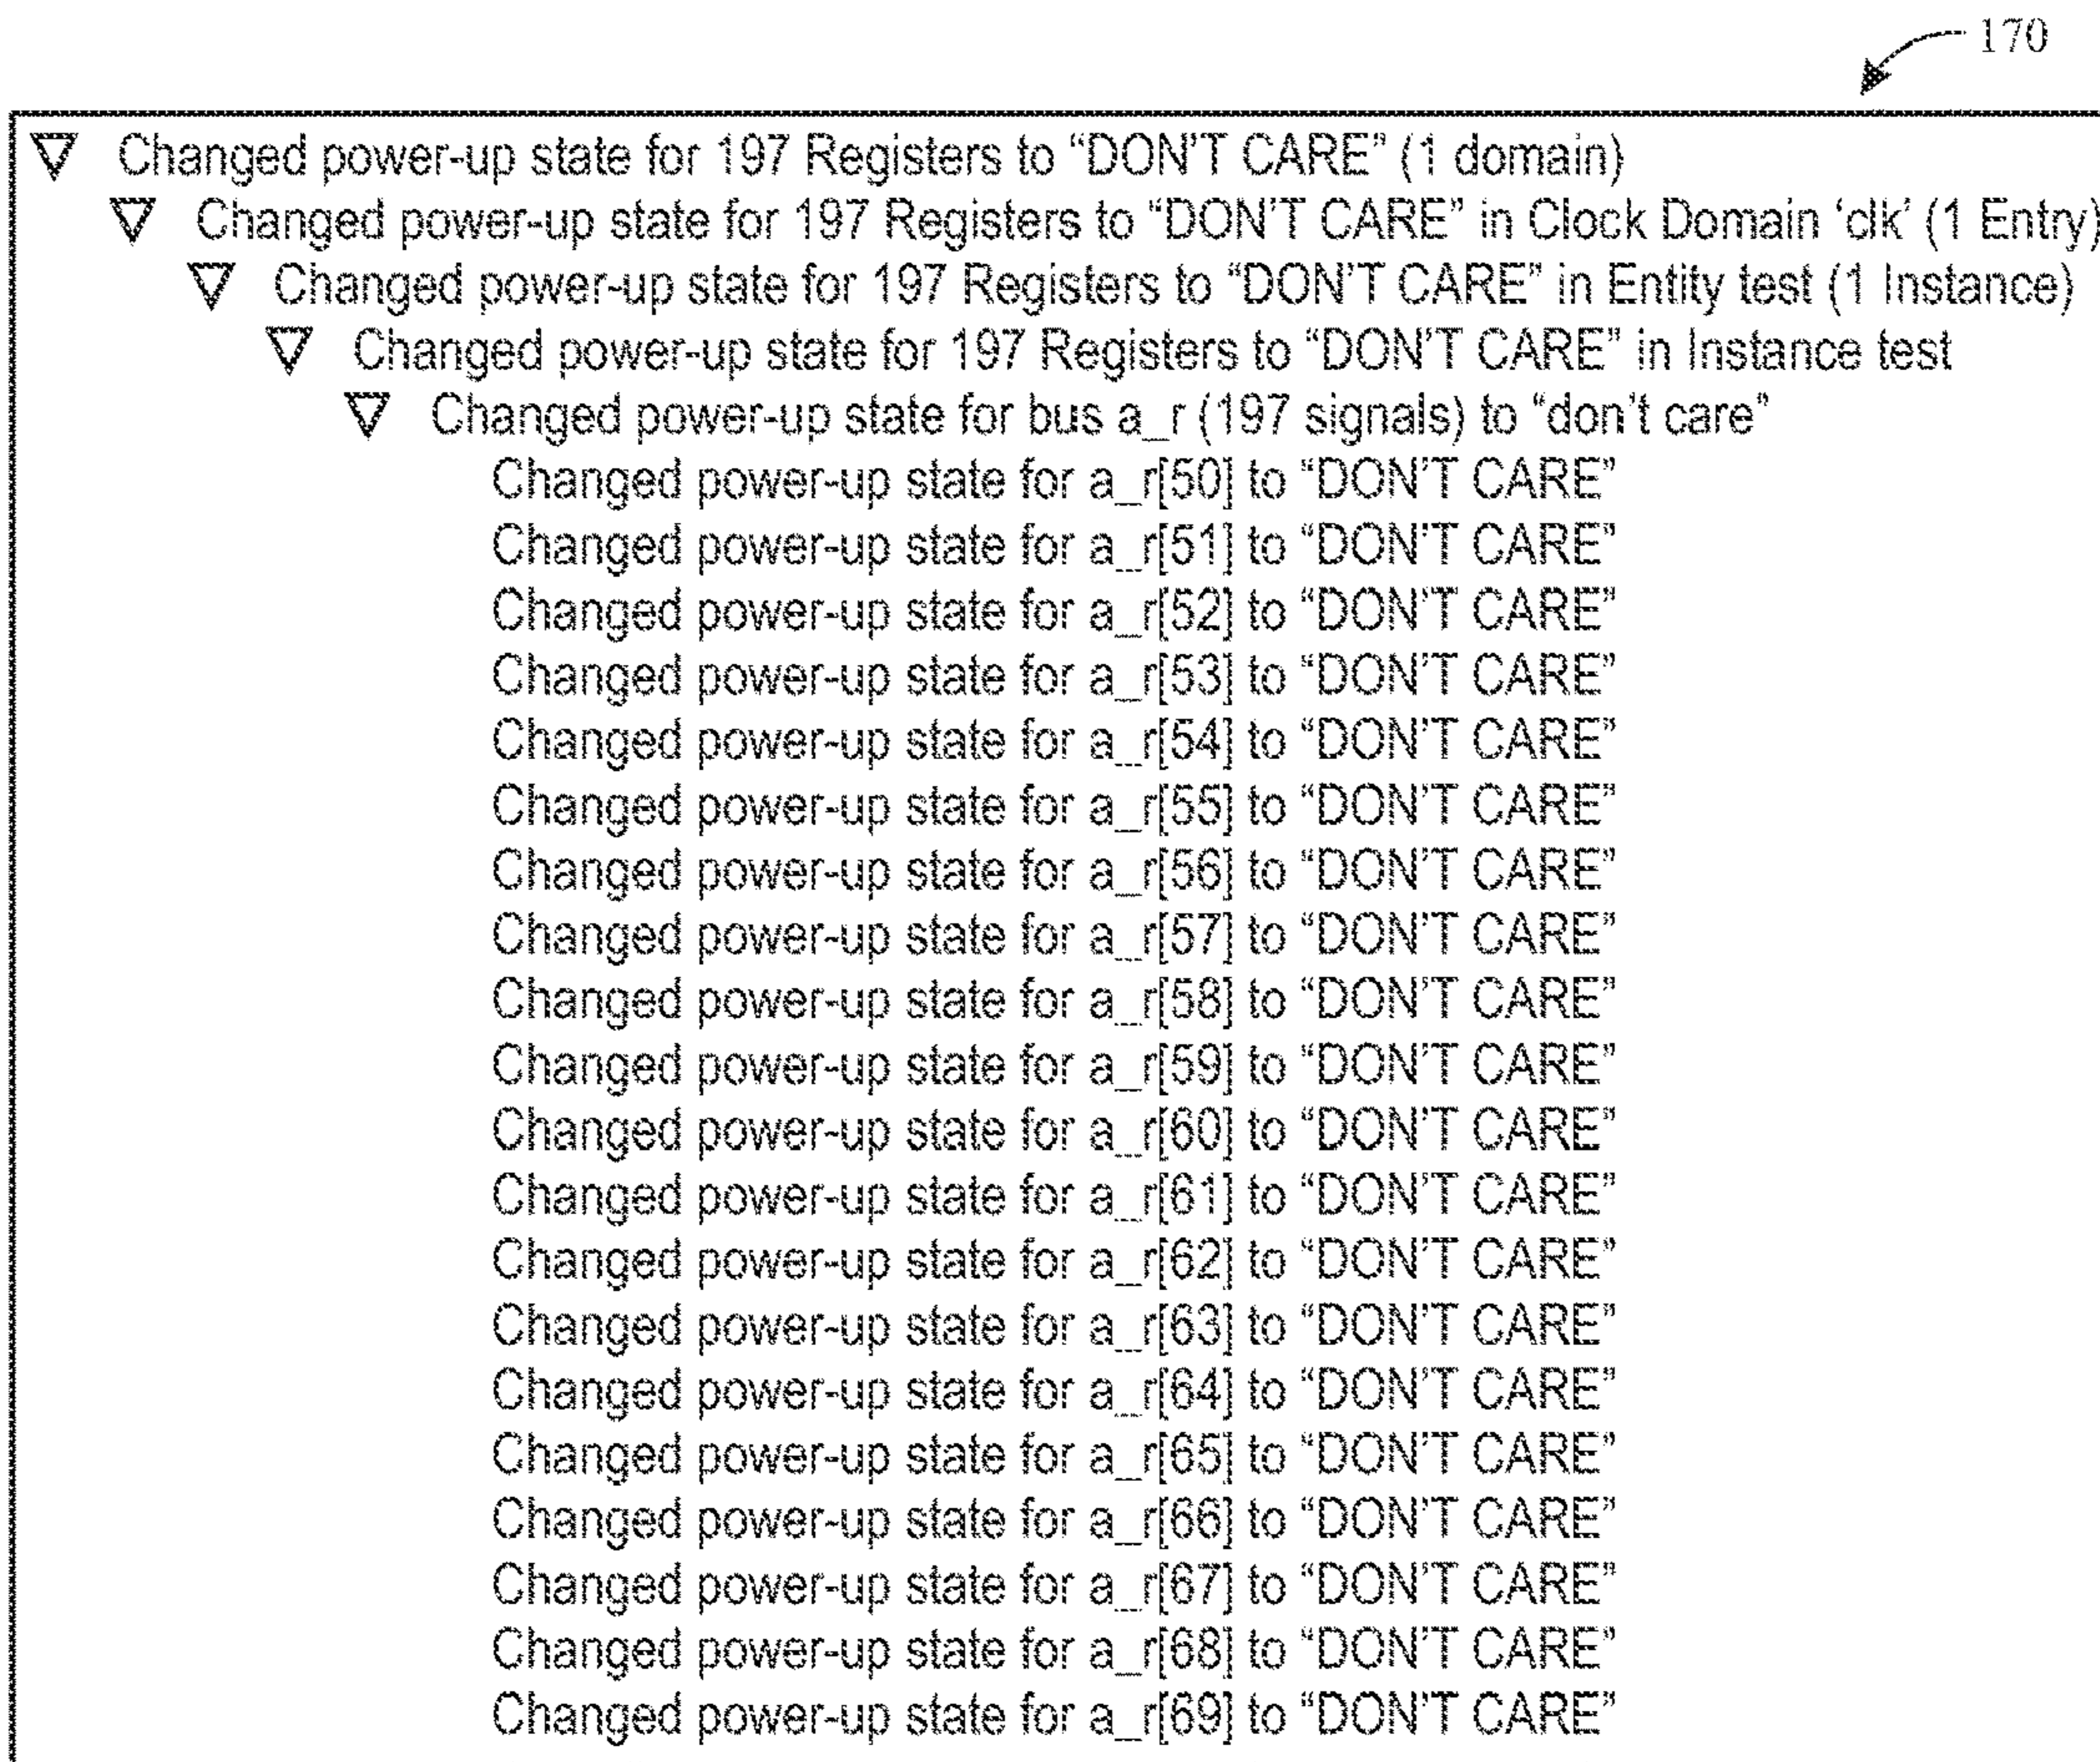 170
▽ Changed power-up state for 197 Registers to “DON'T CARE” (1 domain)
▽ Changed power-up state for 197 Registers to “DON'T CARE” in Clock Domain ‘clk’ (1 Entry)
▽ Changed power-up state for 197 Registers to “DON'T CARE” in Entity test (1 Instance)
▽ Changed power-up state for 197 Registers to “DON'T CARE” in Instance test
▽ Changed power-up state for bus a_r (197 signals) to “don't care”
Changed power-up state for a_r[50] to “DON'T CARE”
Changed power-up state for a_r[51] to “DON'T CARE”
Changed power-up state for a_r[52] to “DON'T CARE”
Changed power-up state for a_r[53] to “DON'T CARE”
Changed power-up state for a_r[54] to “DON'T CARE”
Changed power-up state for a_r[55] to “DON'T CARE”
Changed power-up state for a_r[56] to “DON'T CARE”
Changed power-up state for a_r[57] to “DON'T CARE”
Changed power-up state for a_r[58] to “DON'T CARE”
Changed power-up state for a_r[59] to “DON'T CARE”
Changed power-up state for a_r[60] to “DON'T CARE”
Changed power-up state for a_r[61] to “DON'T CARE”
Changed power-up state for a_r[62] to “DON'T CARE”
Changed power-up state for a_r[63] to “DON'T CARE”
Changed power-up state for a_r[64] to “DON'T CARE”
Changed power-up state for a_r[65] to “DON'T CARE”
Changed power-up state for a_r[66] to “DON'T CARE”
Changed power-up state for a_r[67] to “DON'T CARE”
Changed power-up state for a_r[68] to “DON'T CARE”
Changed power-up state for a_r[69] to “DON'T CARE”